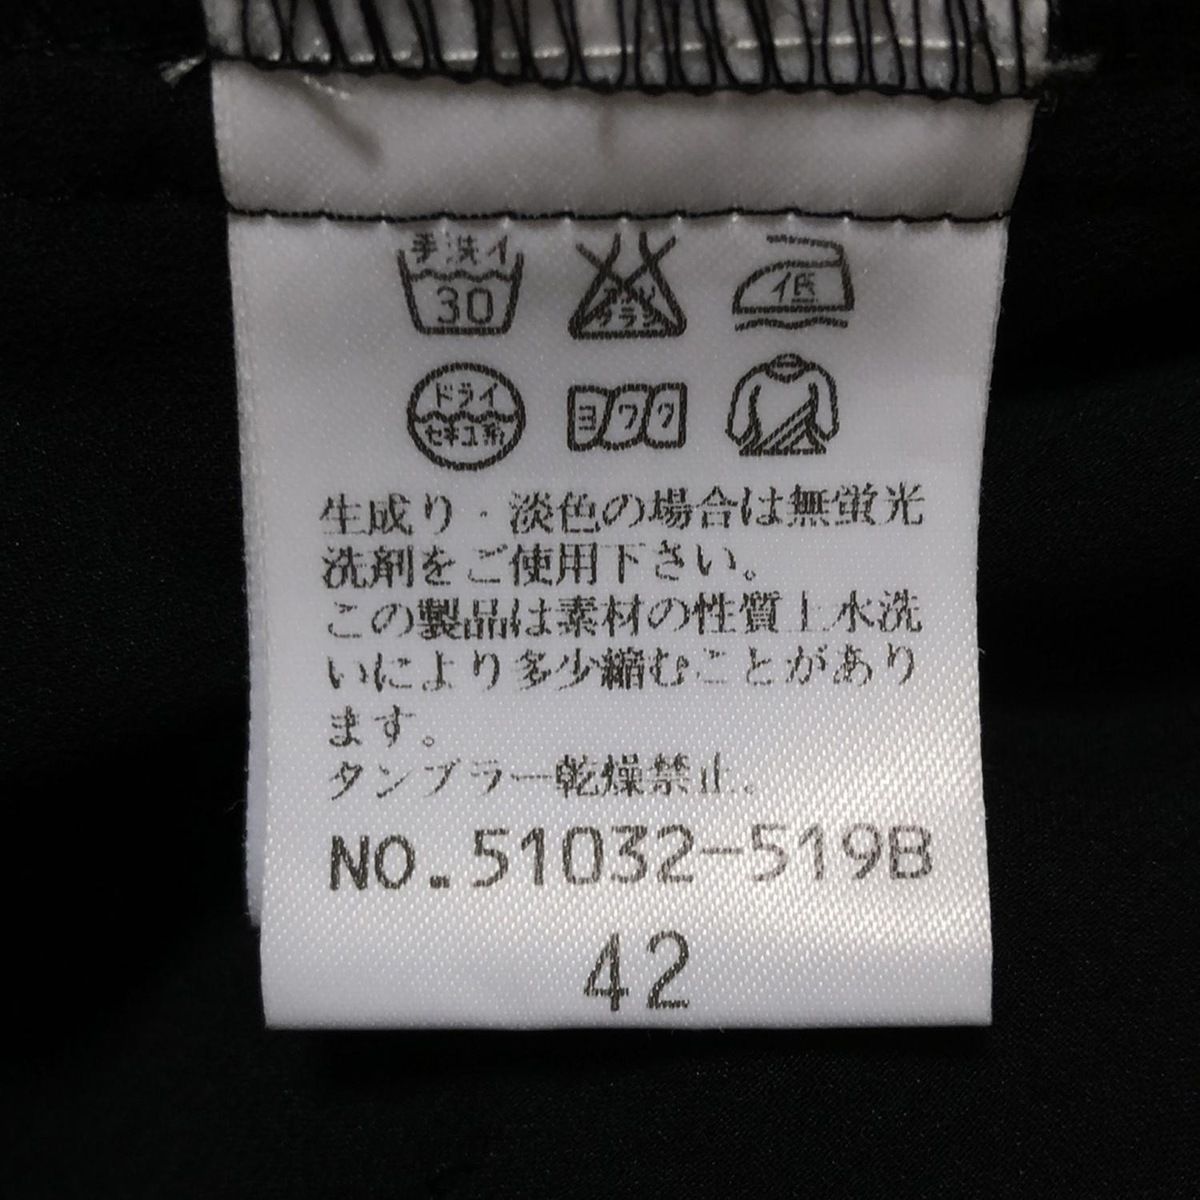 手洗イ
30
低
ドライ
セキユ系
ヨワク
生成り・淡色の場合は無蛍光
洗剤をご使用下さい。
この製品は素材の性質上水洗
いにより多少縮むことがあり
ます。
タンブラー乾燥禁止。
NO.51032-519B
42